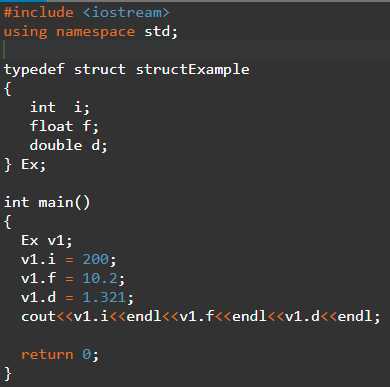 #include <iostream>
using namespace std;
typedef struct structExample
{
int  i;
float f;
double d;
} Ex;
int main()
{
Ex v1;
v1.i = 200;
v1.f = 10.2;
v1.d = 1.321;
cout<<v1.i<<endl<<v1.f<<endl<<v1.d<<endl;
return 0;
}